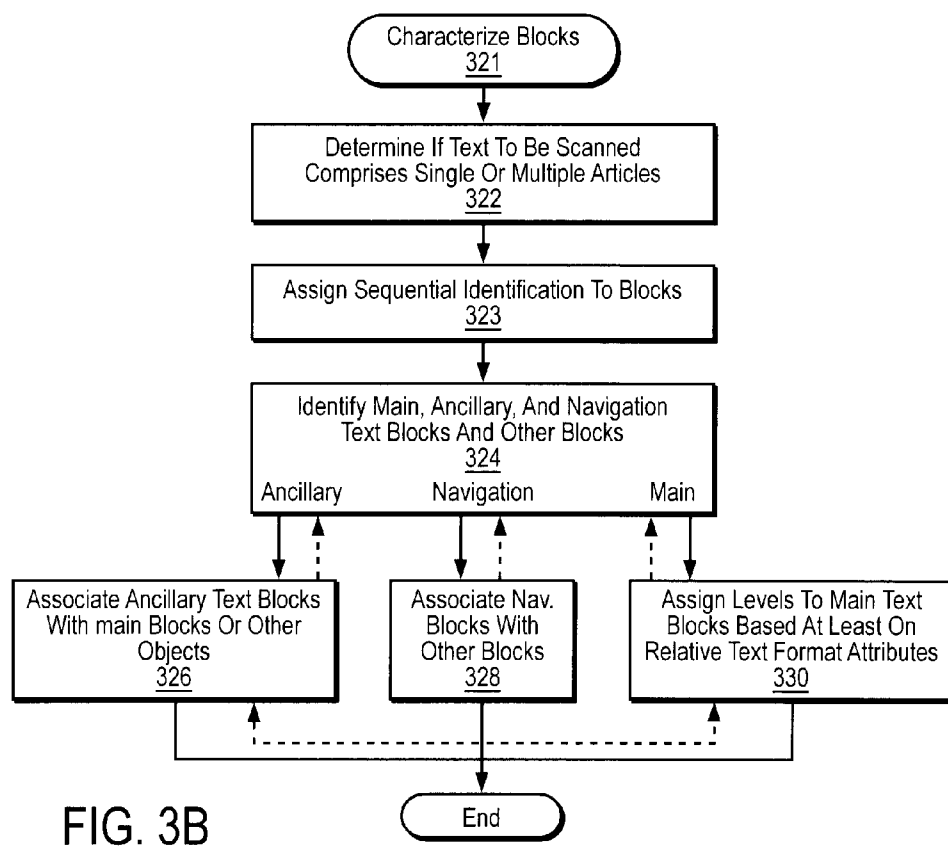 Characterize Blocks
321
Determine If Text To Be Scanned
Comprises Single Or Multiple Articles
322
Assign Sequential Identification To Blocks
323
Identify Main, Ancillary, And Navigation
Text Blocks And Other Blocks
324
Ancillary Navigation Main
Associate Ancillary Text Blocks
With main Blocks Or Other
Objects
326
Associate Nav.
Blocks With
Other Blocks
328
Assign Levels To Main Text
Blocks Based At Least On
Relative Text Format Attributes
330
End
FIG. 3B